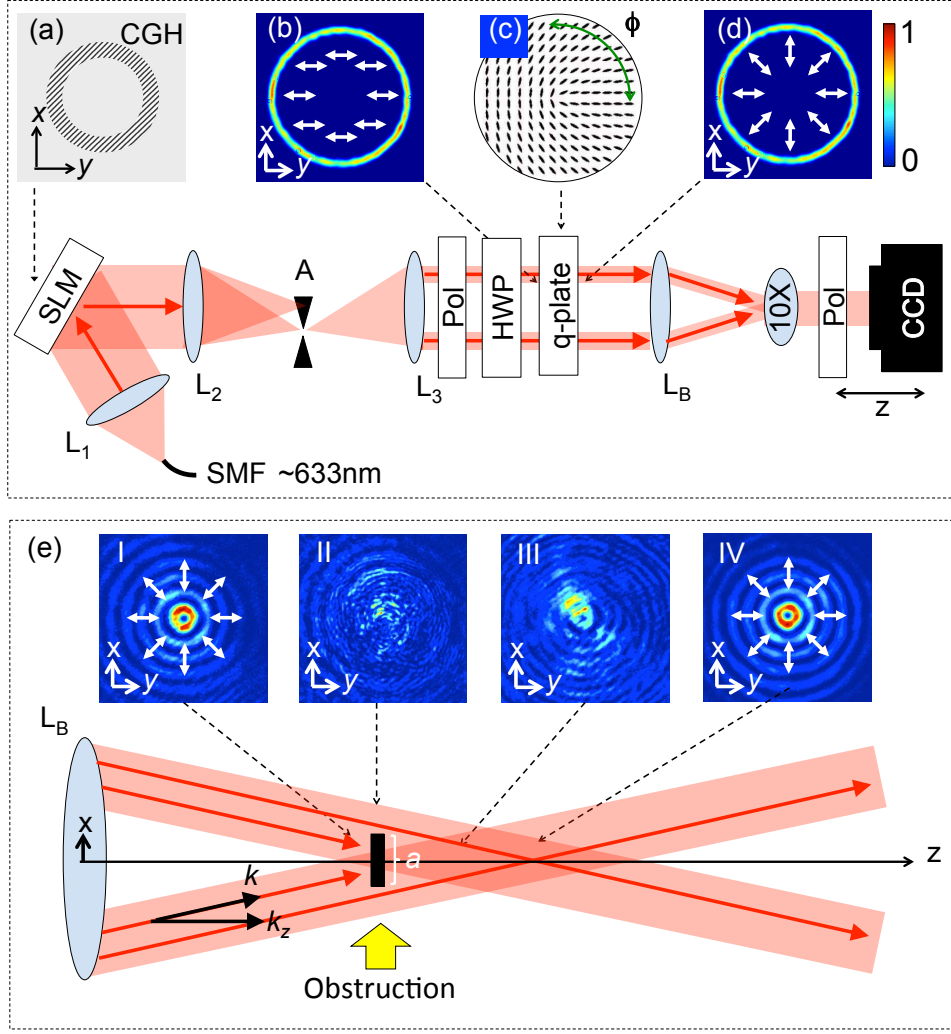 (a) CGH
x
y
(b)
x
y
(c)
ϕ
(d)
x
y
1
0
SLM
L1
L2
A
L3
Pol
HWP
q-plate
LB
10X
Pol
CCD
z
SMF ~633nm
(e)
I
x
y
II
x
y
III
x
y
IV
x
y
LB
x
a
z
k
kz
Obstruction